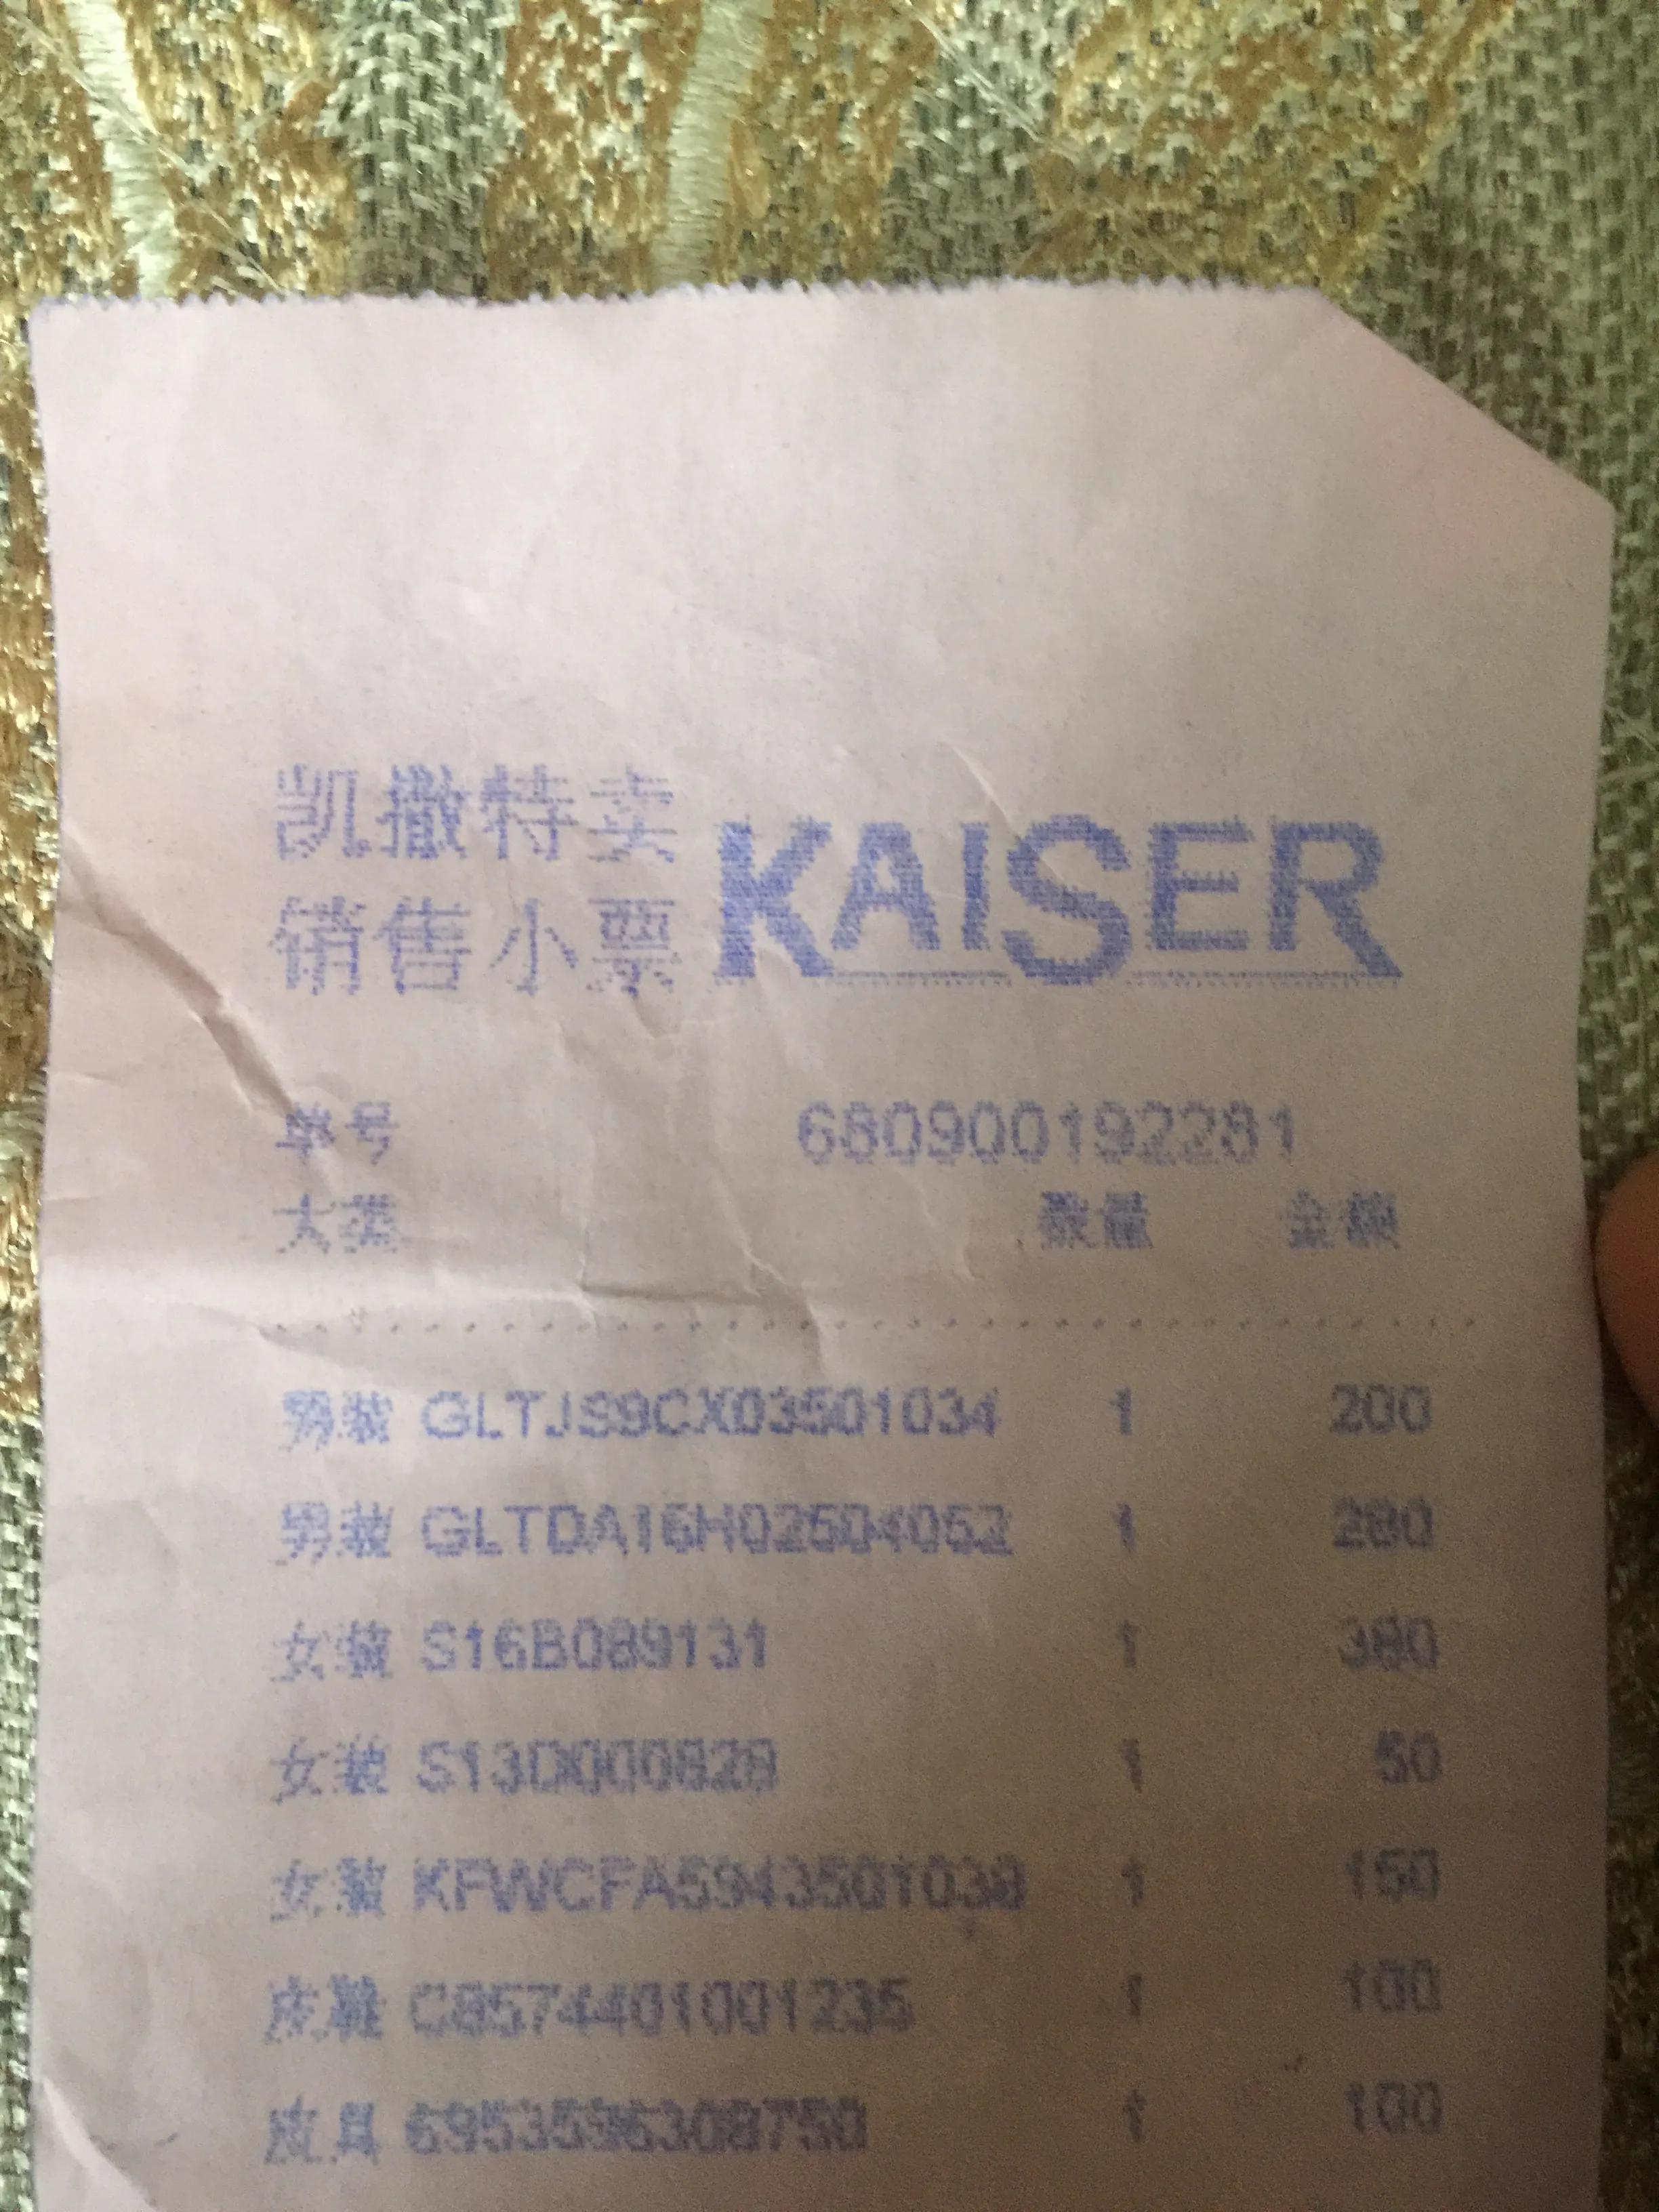 凯撒特卖
销售小票 KAISER
单号 680900192281
大类 数量 金额
男装 GLTJS9CX03501034 1 200
男装 GLTDA16H02504052 1 280
女装 S16B089131 1 380
女装 S13D000828 1 50
女装 KFWCFA5943501038 1 150
皮鞋 C8574401001235 1 100
皮具 6953596308750 1 100